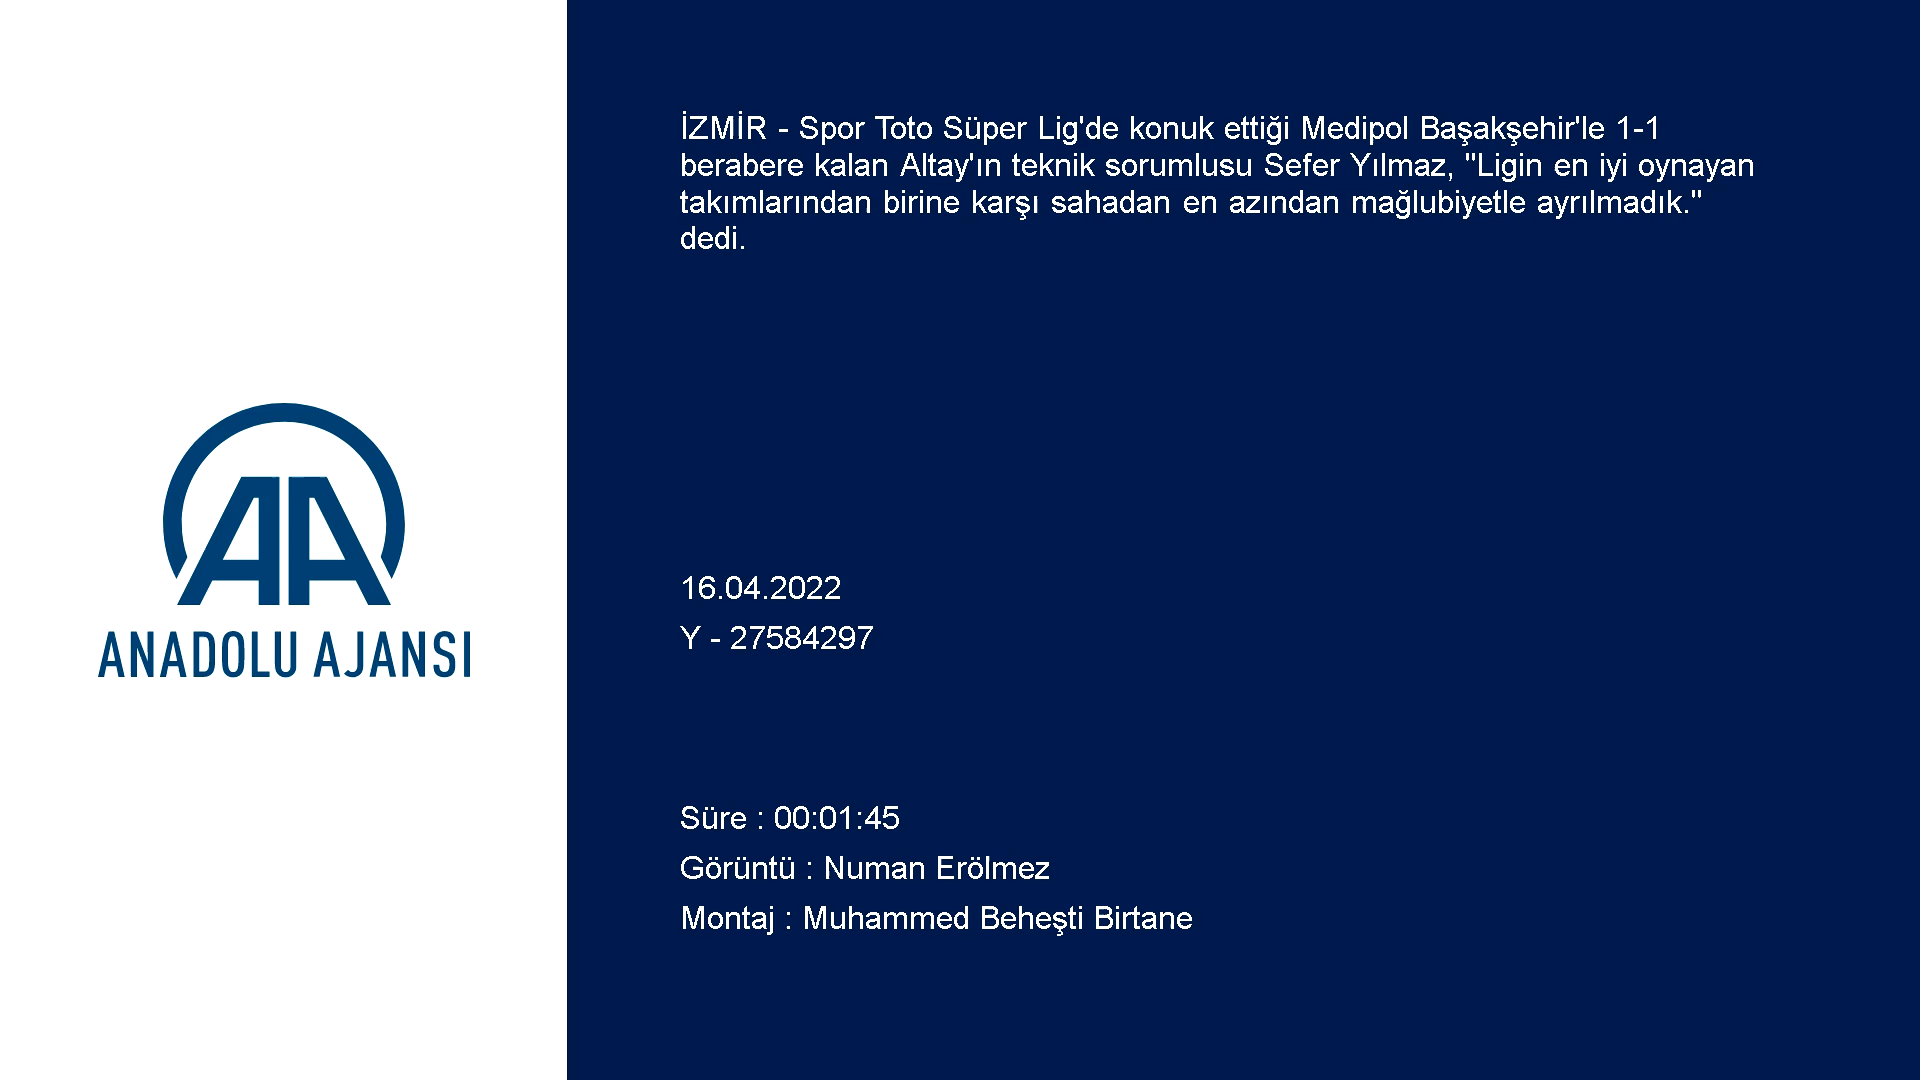 İZMİR - Spor Toto Süper Lig'de konuk ettiği Medipol Başakşehir'le 1-1
berabere kalan Altay'ın teknik sorumlusu Sefer Yılmaz, "Ligin en iyi oynayan
takımlarından birine karşı sahadan en azından mağlubiyetle ayrılmadık."
dedi.
AA
ANADOLU AJANSI
16.04.2022
Y - 27584297
Süre : 00:01:45
Görüntü : Numan Erölmez
Montaj : Muhammed Beheşti Birtane